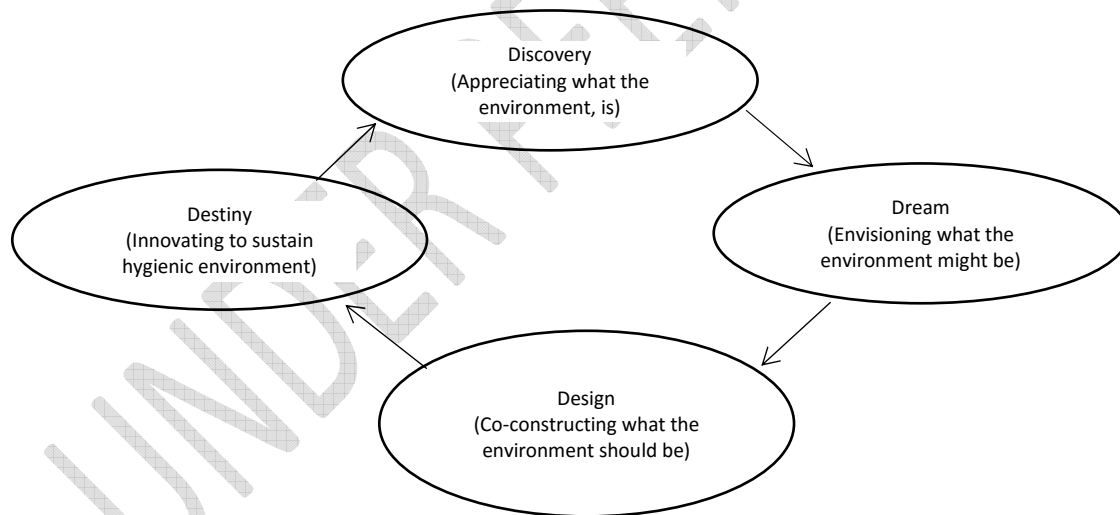 Discovery
(Appreciating what the
environment, is)
Dream
(Envisioning what the
environment might be)
Design
(Co-constructing what the
environment should be)
Destiny
(Innovating to sustain
hygienic environment)
UNDER